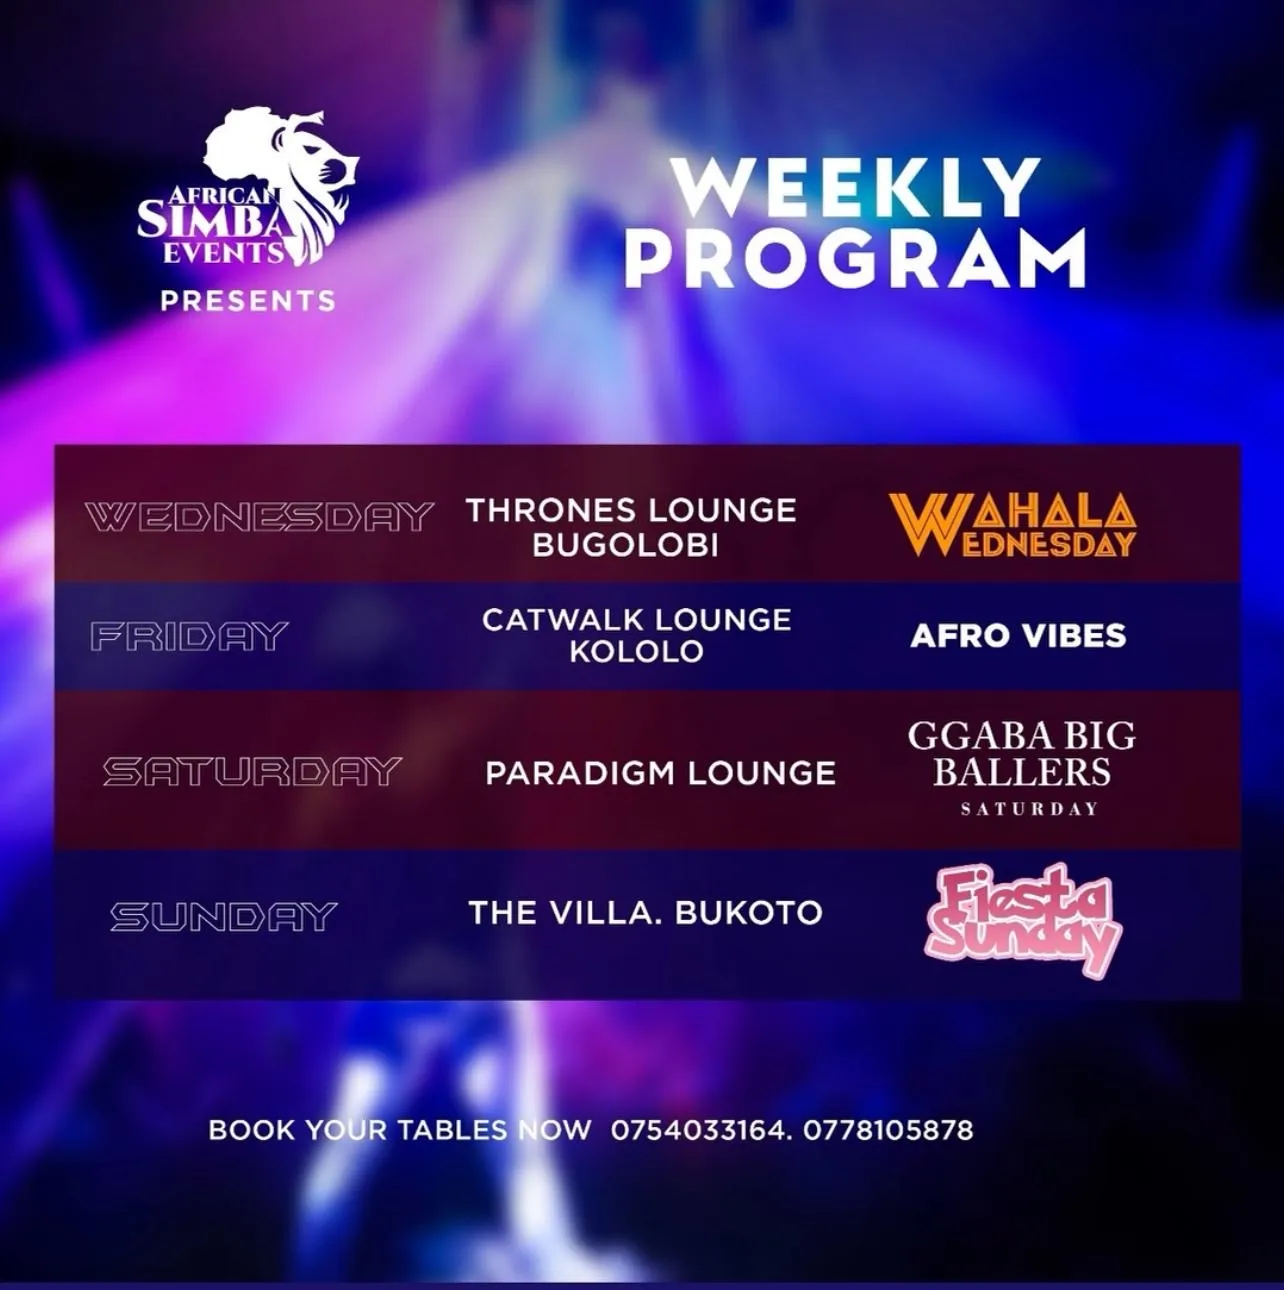 AFRICAN
SIMBA
EVENTS
PRESENTS
WEEKLY
PROGRAM
WEDNESDAY
THRONES LOUNGE
BUGOLOBI
WAHALA
WEDNESDAY
FRIDAY
CATWALK LOUNGE
KOLOLO
AFRO VIBES
SATURDAY
PARADIGM LOUNGE
GGABA BIG
BALLERS
SATURDAY
SUNDAY
THE VILLA. BUKOTO
Fiesta
Sunday
BOOK YOUR TABLES NOW 0754033164. 0778105878